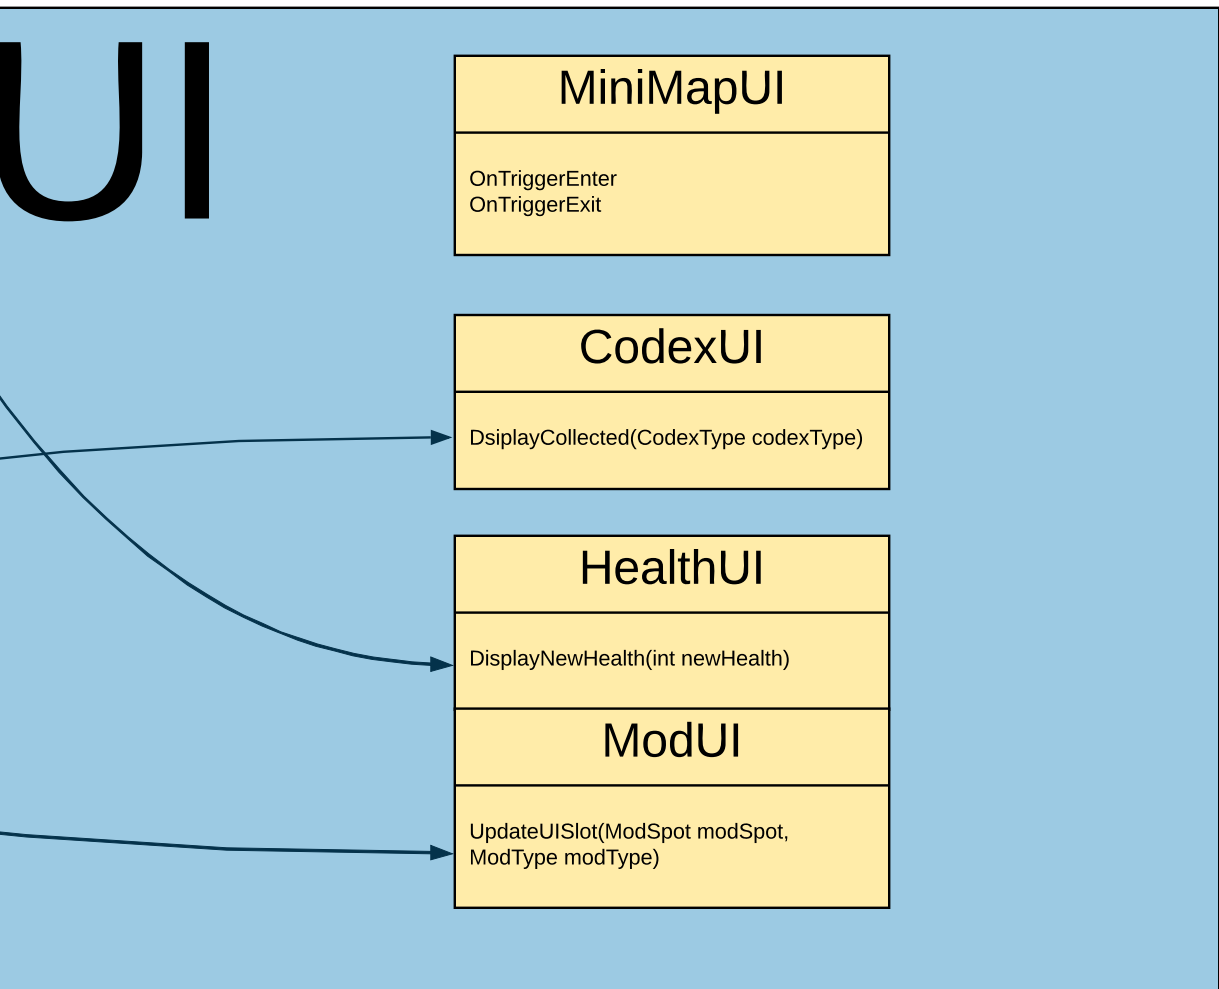 UI
MiniMapUI
OnTriggerEnter
OnTriggerExit
CodexUI
DsiplayCollected(CodexType codexType)
HealthUI
DisplayNewHealth(int newHealth)
ModUI
UpdateUISlot(ModSpot modSpot,
ModType modType)